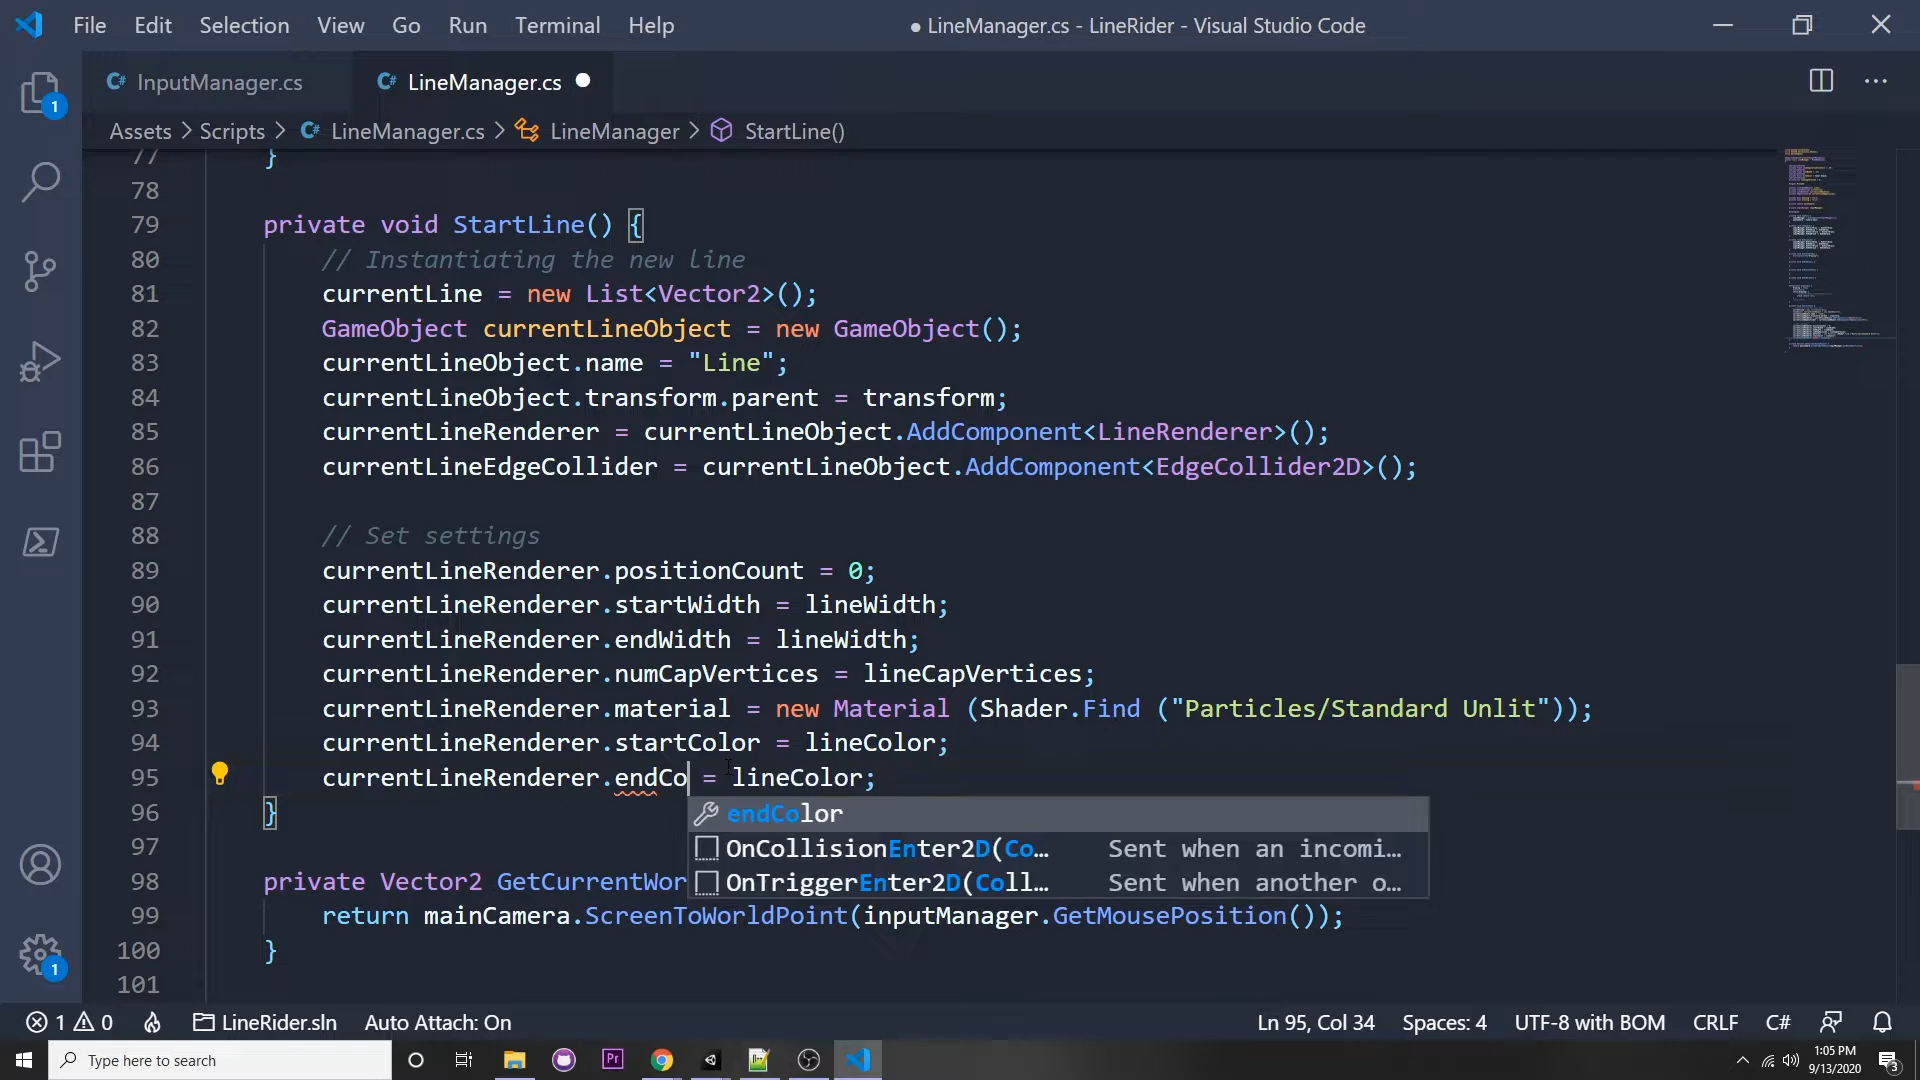 File Edit Selection View Go Run Terminal Help
● LineManager.cs - LineRider - Visual Studio Code
InputManager.cs
LineManager.cs
Assets > Scripts > LineManager.cs > LineManager > StartLine()
77 }
78
79 private void StartLine() {
80 // Instantiating the new line
81 currentLine = new List<Vector2>();
82 GameObject currentLineObject = new GameObject();
83 currentLineObject.name = "Line";
84 currentLineObject.transform.parent = transform;
85 currentLineRenderer = currentLineObject.AddComponent<LineRenderer>();
86 currentLineEdgeCollider = currentLineObject.AddComponent<EdgeCollider2D>();
87
88 // Set settings
89 currentLineRenderer.positionCount = 0;
90 currentLineRenderer.startWidth = lineWidth;
91 currentLineRenderer.endWidth = lineWidth;
92 currentLineRenderer.numCapVertices = lineCapVertices;
93 currentLineRenderer.material = new Material (Shader.Find ("Particles/Standard Unlit"));
94 currentLineRenderer.startColor = lineColor;
95 currentLineRenderer.endCo = lineColor;
96 }
endColor
OnCollisionEnter2D(Co… Sent when an incomi…
OnTriggerEnter2D(Coll… Sent when another o…
97
98 private Vector2 GetCurrentWor
99 return mainCamera.ScreenToWorldPoint(inputManager.GetMousePosition());
100 }
101
1
1
1 0 LineRider.sln Auto Attach: On
Ln 95, Col 34 Spaces: 4 UTF-8 with BOM CRLF C#
Type here to search
Pr
1:05 PM
9/13/2020
3